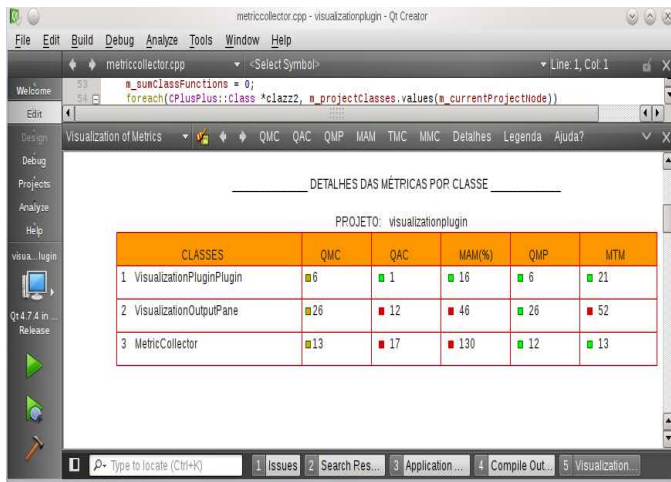 metriccollector.cpp - visualizationplugin - Qt Creator
File Edit Build Debug Analyze Tools Window Help
metriccollector.cpp <Select Symbol> Line: 1, Col: 1
Welcome
Edit
Design
Debug
Projects
Analyze
Help
visua...lugin
Qt 4.7.4 in ...
Release
53 m_sumClassFunctions = 0;
54 foreach(CPlusPlus::Class *clazz2, m_projectClasses.values(m_currentProjectNode))
Visualization of Metrics QMC QAC QMP MAM TMC MMC Detalhes Legenda Ajuda?
DETALHES DAS MÉTRICAS POR CLASSE
PROJETO: visualizationplugin
CLASSES QMC QAC MAM(%) QMP MTM
1 VisualizationPluginPlugin 6 1 16 6 21
2 VisualizationOutputPane 26 12 46 26 52
3 MetricCollector 13 17 130 12 13
Type to locate (Ctrl+K) 1 Issues 2 Search Res... 3 Application ... 4 Compile Out... 5 Visualization...